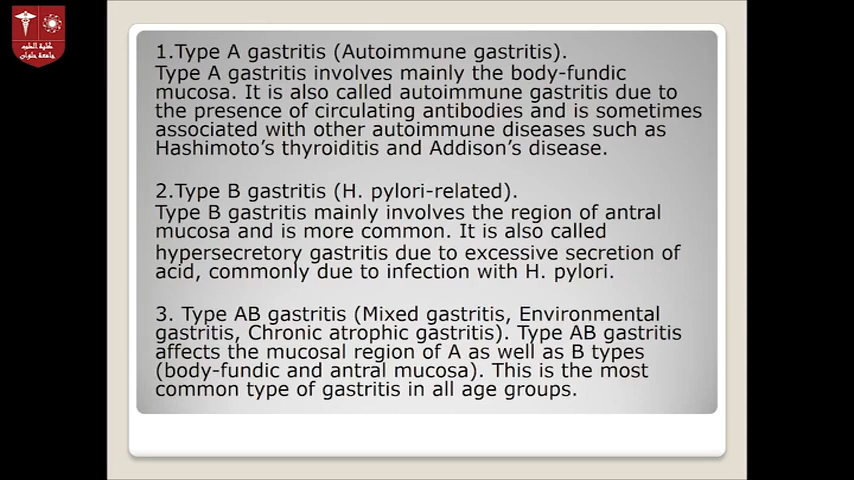 كلية الطب
جامعة حلوان
1.Type A gastritis (Autoimmune gastritis).
Type A gastritis involves mainly the body-fundic
mucosa. It is also called autoimmune gastritis due to
the presence of circulating antibodies and is sometimes
associated with other autoimmune diseases such as
Hashimoto's thyroiditis and Addison's disease.
2.Type B gastritis (H. pylori-related).
Type B gastritis mainly involves the region of antral
mucosa and is more common. It is also called
hypersecretory gastritis due to excessive secretion of
acid, commonly due to infection with H. pylori.
3. Type AB gastritis (Mixed gastritis, Environmental
gastritis, Chronic atrophic gastritis). Type AB gastritis
affects the mucosal region of A as well as B types
(body-fundic and antral mucosa). This is the most
common type of gastritis in all age groups.